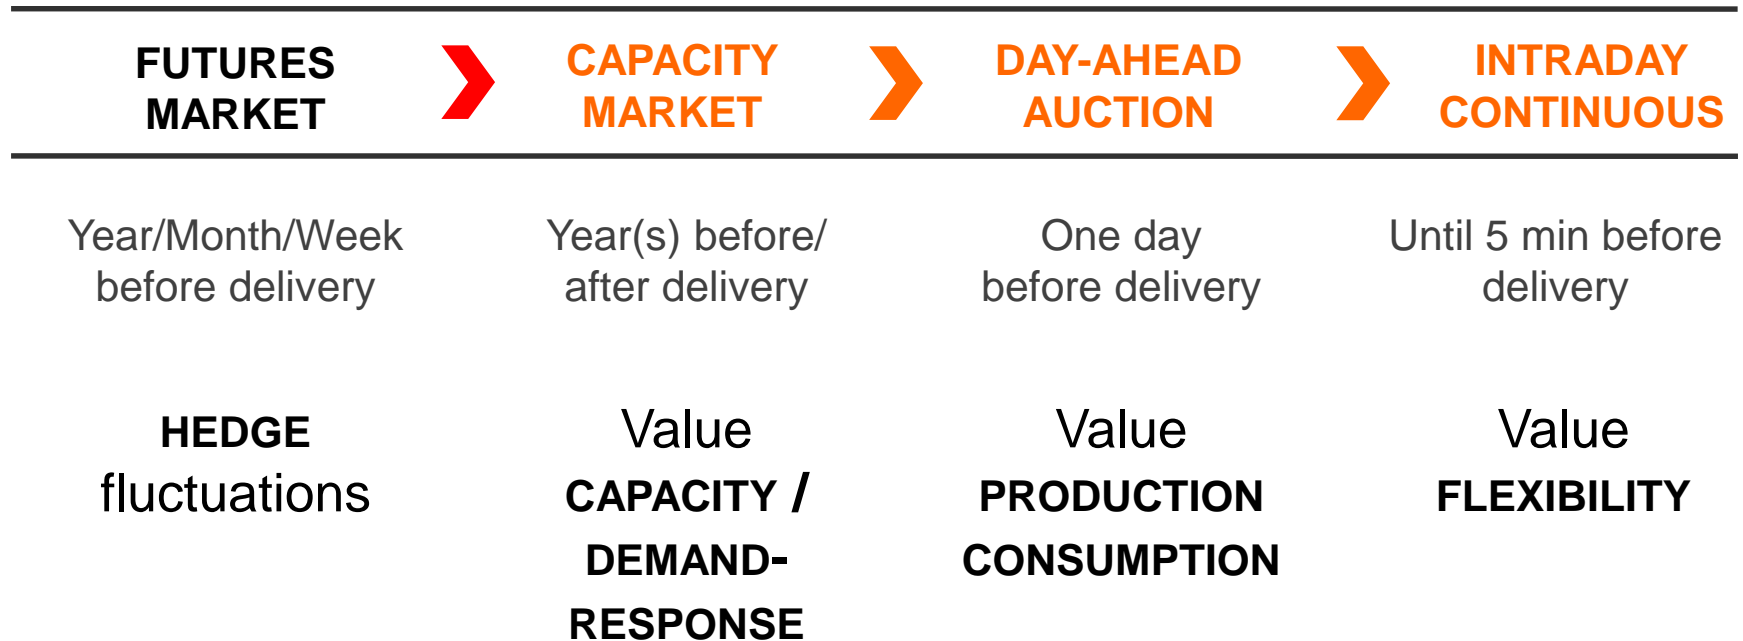 FUTURES
MARKET
CAPACITY
MARKET
DAY-AHEAD
AUCTION
INTRADAY
CONTINUOUS
Year/Month/Week
before delivery
Year(s) before/
after delivery
One day
before delivery
Until 5 min before
delivery
HEDGE
fluctuations
Value
CAPACITY /
DEMAND-
RESPONSE
Value
PRODUCTION
CONSUMPTION
Value
FLEXIBILITY